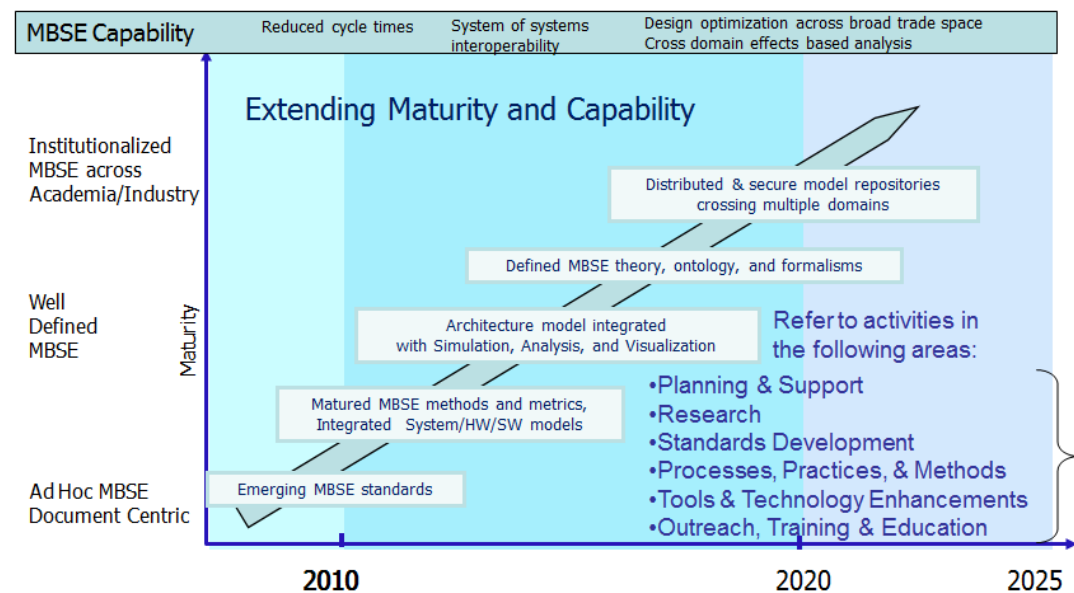 MBSE Capability
Reduced cycle times
System of systems
interoperability
Design optimization across broad trade space
Cross domain effects based analysis
Extending Maturity and Capability
Institutionalized
MBSE across
Academia/Industry
Well
Defined
MBSE
Ad Hoc MBSE
Document Centric
Maturity
Distributed & secure model repositories
crossing multiple domains
Defined MBSE theory, ontology, and formalisms
Architecture model integrated
with Simulation, Analysis, and Visualization
Matured MBSE methods and metrics,
Integrated System/HW/SW models
Emerging MBSE standards
Refer to activities in
the following areas:
•Planning & Support
•Research
•Standards Development
•Processes, Practices, & Methods
•Tools & Technology Enhancements
•Outreach, Training & Education
2010
2020
2025